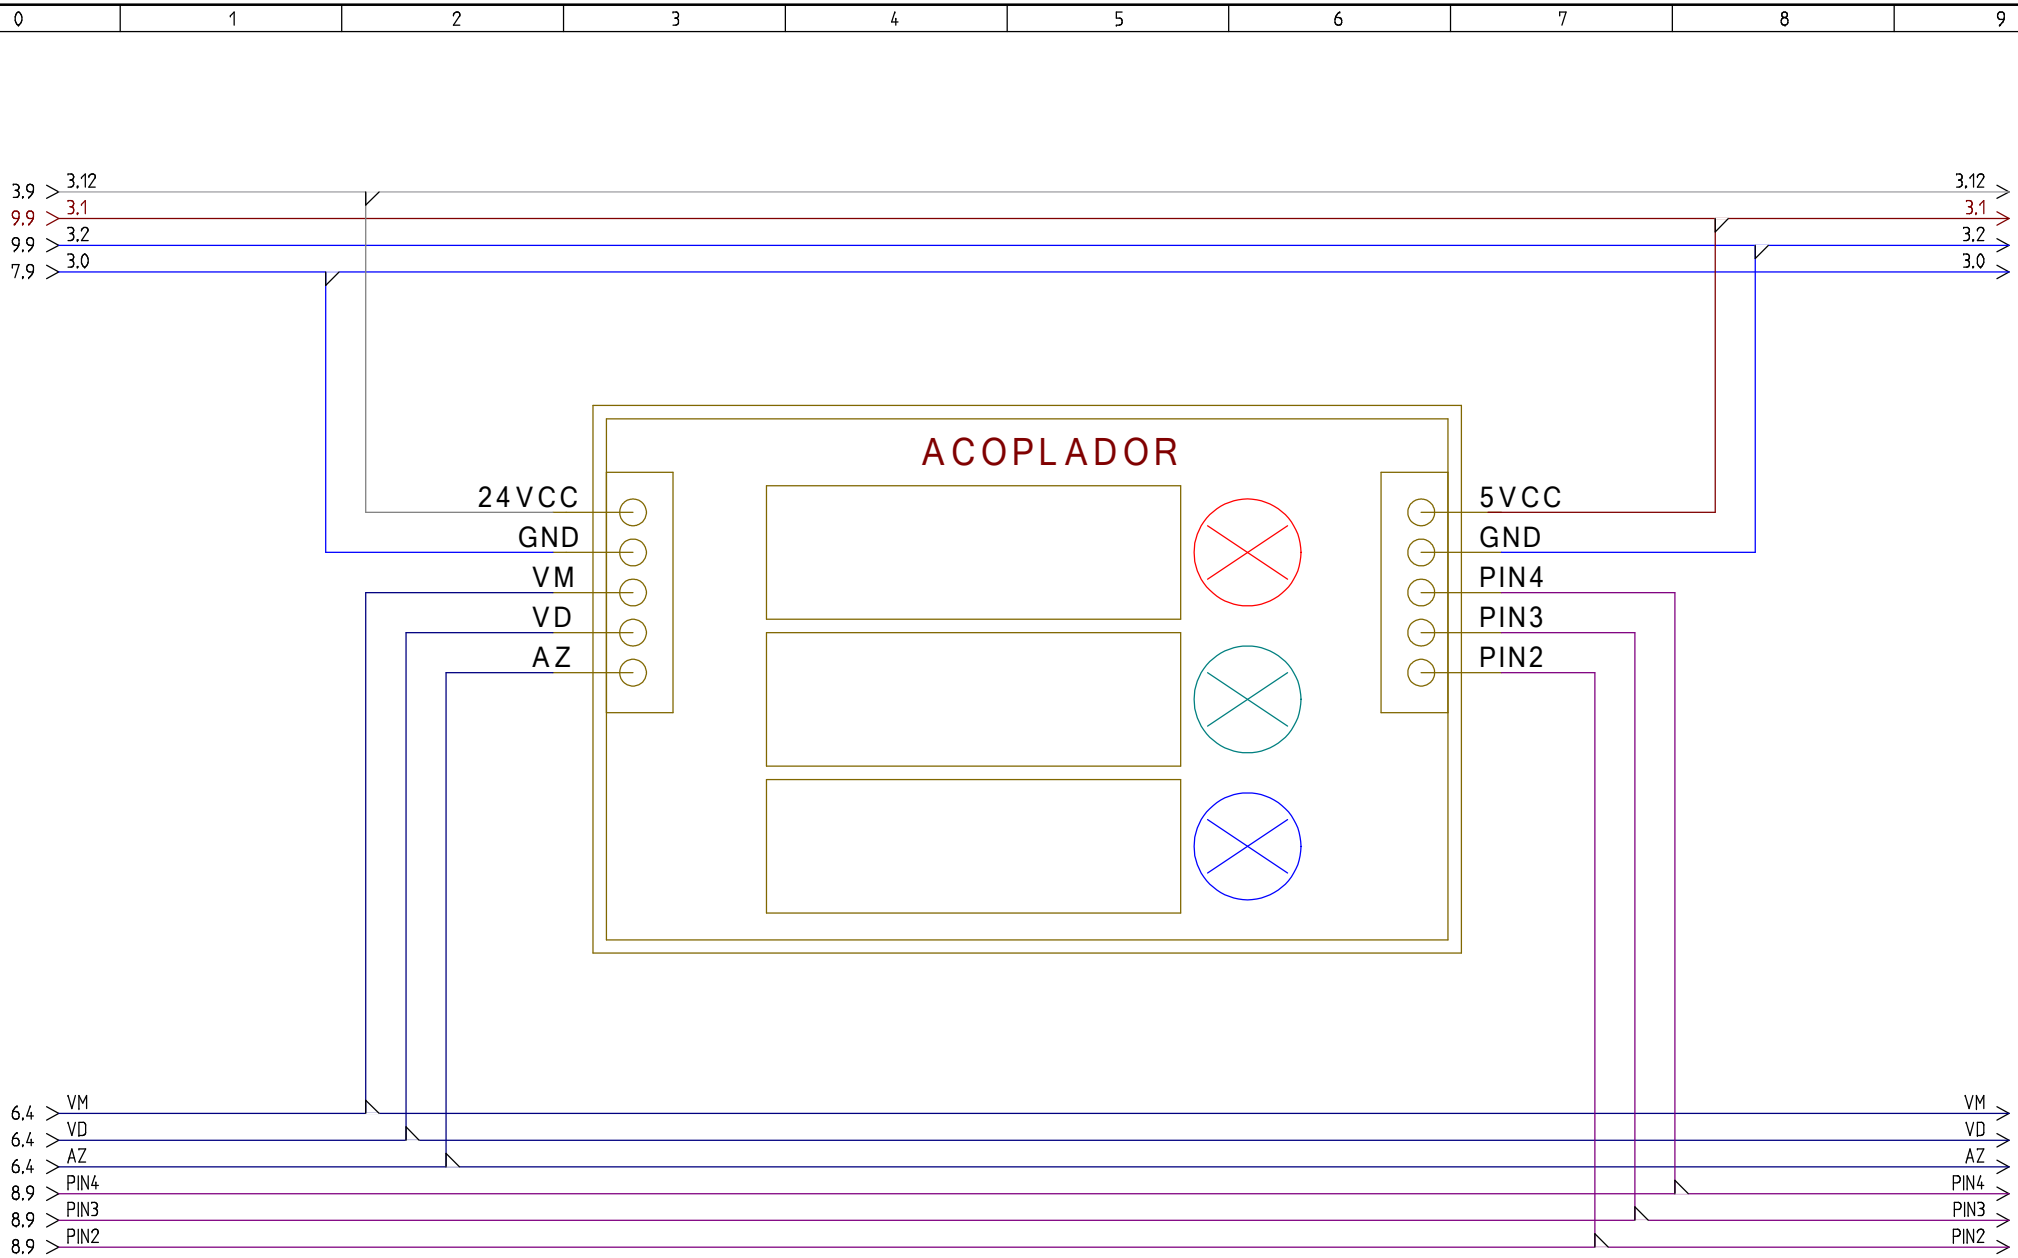 0 1 2 3 4 5 6 7 8 9
3.9 3.12 3.12
9.9 3.1 3.1
9.9 3.2 3.2
7.9 3.0 3.0
ACOPLADOR
24VCC 5VCC
GND GND
VM PIN4
VD PIN3
AZ PIN2
6.4 VM VM
6.4 VD VD
6.4 AZ AZ
8.9 PIN4 PIN4
8.9 PIN3 PIN3
8.9 PIN2 PIN2